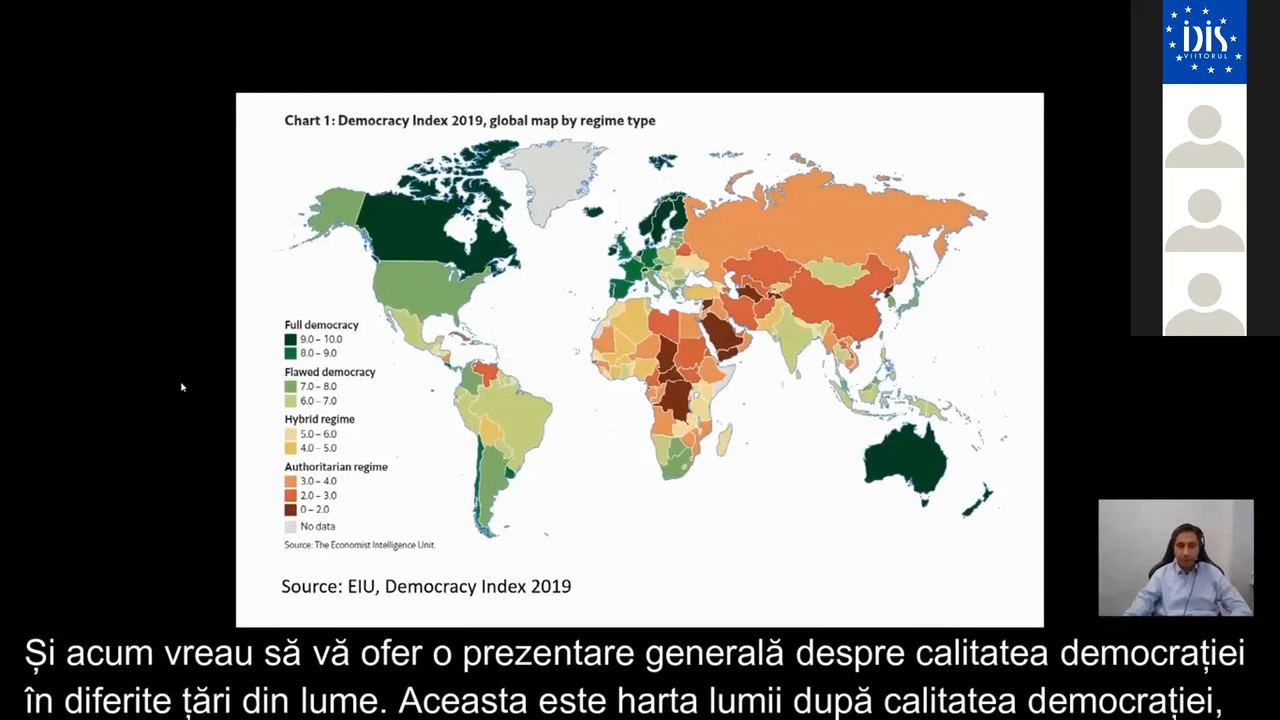 iDiS
VIITORUL
Chart 1: Democracy Index 2019, global map by regime type
Full democracy
9.0 – 10.0
8.0 – 9.0
Flawed democracy
7.0 – 8.0
6.0 – 7.0
Hybrid regime
5.0 – 6.0
4.0 – 5.0
Authoritarian regime
3.0 – 4.0
2.0 – 3.0
0 – 2.0
No data
Source: The Economist Intelligence Unit.
Source: EIU, Democracy Index 2019
Și acum vreau să vă ofer o prezentare generală despre calitatea democrației
în diferite țări din lume. Aceasta este harta lumii după calitatea democrației,